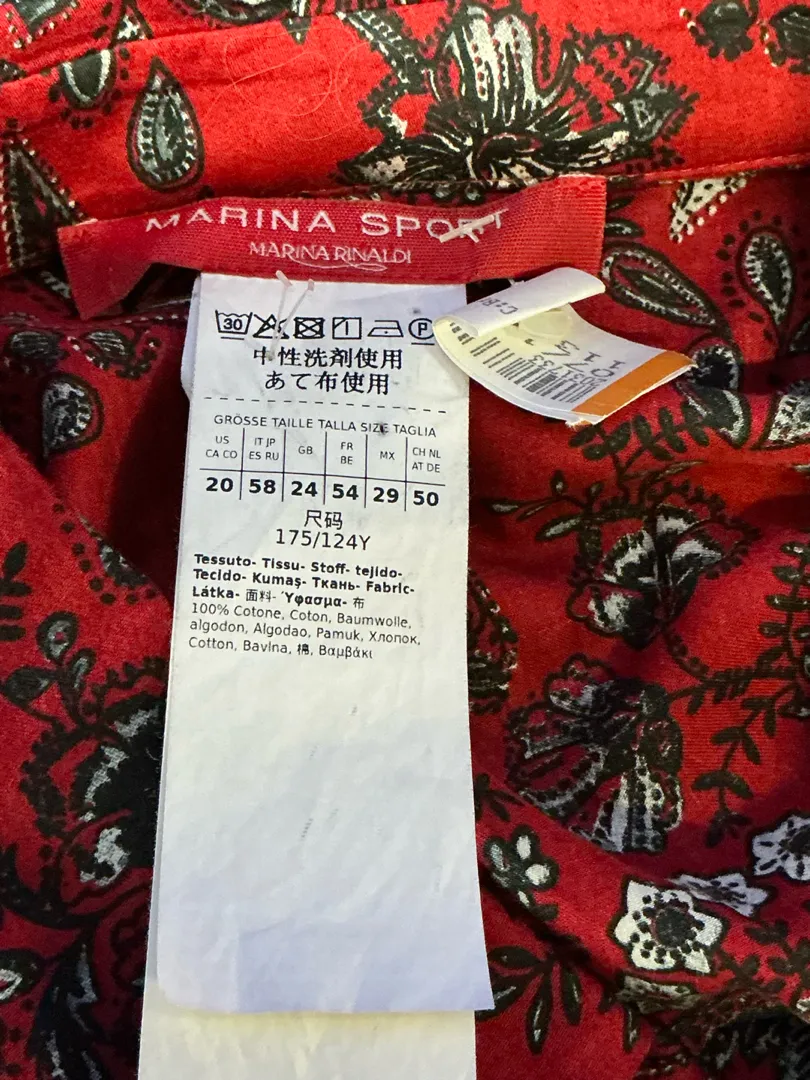 MARINA SPORT
MARINA RINALDI
30
P
中性洗剤使用
あて布使用
GRÖSSE TAILLE TALLA SIZE TAGLIA
US CA CO
IT JP ES RU
GB
FR BE
MX
CH NL AT DE
20 58 24 54 29 50
尺码
175/124Y
Tessuto- Tissu- Stoff- tejido-
Tecido- Kumaş- Ткань- Fabric-
Látka- 面料- Ύφασμα- 布
100% Cotone, Coton, Baumwolle,
algodon, Algodao, Pamuk, Хлопок,
Cotton, Bavlna, 棉, Βαμβάκι